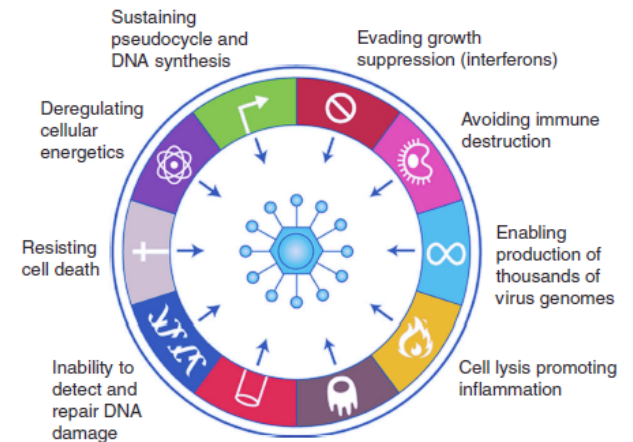 Sustaining
pseudocycle and
DNA synthesis
Evading growth
suppression (interferons)
Deregulating
cellular
energetics
Avoiding immune
destruction
Resisting
cell death
Enabling
production of
thousands of
virus genomes
Inability to
detect and
repair DNA
damage
Cell lysis promoting
inflammation